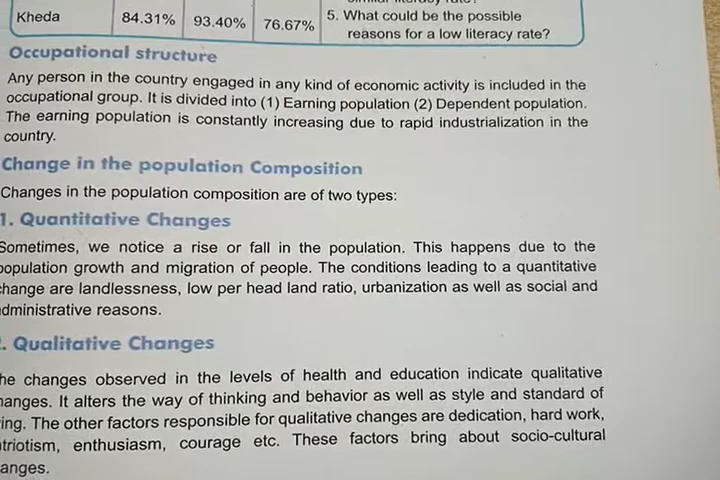 Kheda 84.31% 93.40% 76.67% 5. What could be the possible
reasons for a low literacy rate?
Occupational structure
Any person in the country engaged in any kind of economic activity is included in the
occupational group. It is divided into (1) Earning population (2) Dependent population.
The earning population is constantly increasing due to rapid industrialization in the
country.
Change in the population Composition
Changes in the population composition are of two types:
1. Quantitative Changes
Sometimes, we notice a rise or fall in the population. This happens due to the
population growth and migration of people. The conditions leading to a quantitative
change are landlessness, low per head land ratio, urbanization as well as social and
administrative reasons.
. Qualitative Changes
he changes observed in the levels of health and education indicate qualitative
hanges. It alters the way of thinking and behavior as well as style and standard of
ing. The other factors responsible for qualitative changes are dedication, hard work,
triotism, enthusiasm, courage etc. These factors bring about socio-cultural
anges.